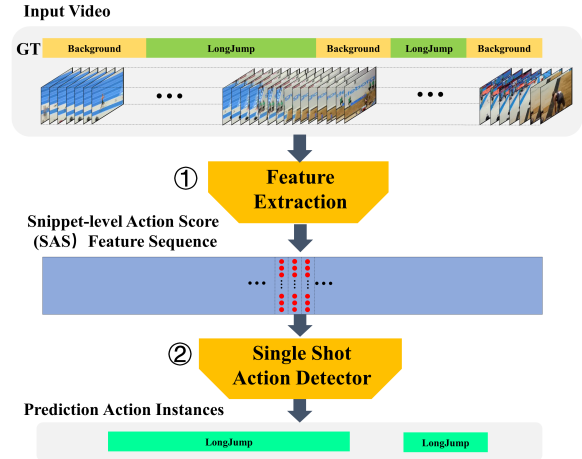 Input Video
GT Background LongJump Background LongJump Background
① Feature
Extraction
Snippet-level Action Score
(SAS) Feature Sequence
② Single Shot
Action Detector
Prediction Action Instances
LongJump LongJump